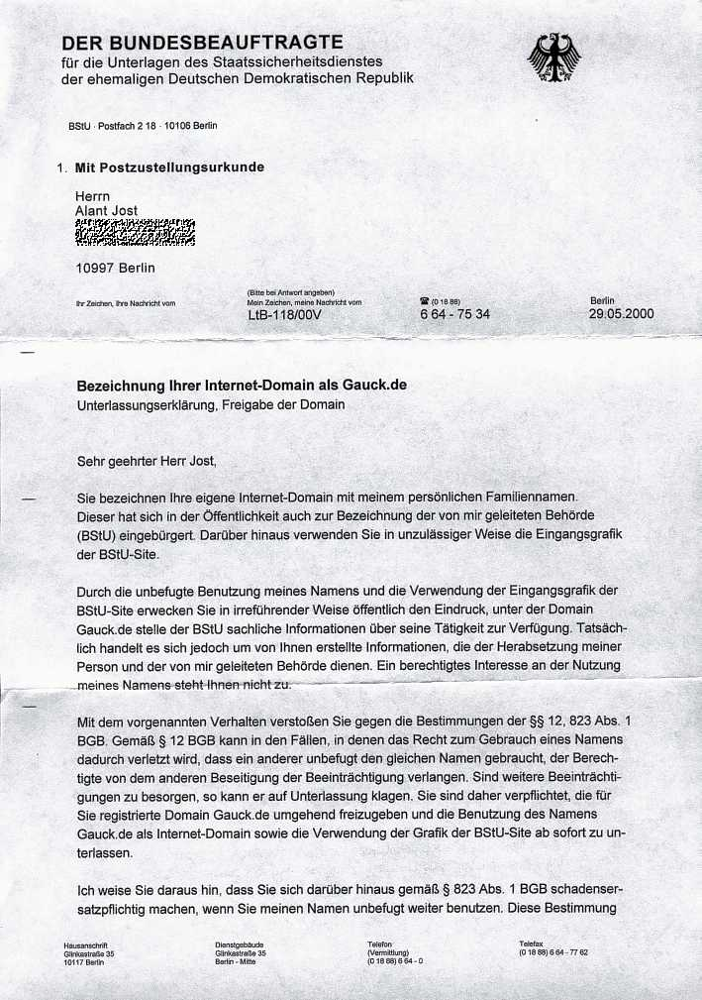 DER BUNDESBEAUFTRAGTE
für die Unterlagen des Staatssicherheitsdienstes
der ehemaligen Deutschen Demokratischen Republik
BStU · Postfach 2 18 · 10106 Berlin
1. Mit Postzustellungsurkunde
Herrn
Alant Jost
10997 Berlin
Ihr Zeichen, Ihre Nachricht vom
(Bitte bei Antwort angeben)
Mein Zeichen, meine Nachricht vom
LtB-118/00V
☎ (0 18 88)
6 64 - 75 34
Berlin
29.05.2000
Bezeichnung Ihrer Internet-Domain als Gauck.de
Unterlassungserklärung, Freigabe der Domain
Sehr geehrter Herr Jost,
Sie bezeichnen Ihre eigene Internet-Domain mit meinem persönlichen Familiennamen.
Dieser hat sich in der Öffentlichkeit auch zur Bezeichnung der von mir geleiteten Behörde
(BStU) eingebürgert. Darüber hinaus verwenden Sie in unzulässiger Weise die Eingangsgrafik
der BStU-Site.
Durch die unbefugte Benutzung meines Namens und die Verwendung der Eingangsgrafik der
BStU-Site erwecken Sie in irreführender Weise öffentlich den Eindruck, unter der Domain
Gauck.de stelle der BStU sachliche Informationen über seine Tätigkeit zur Verfügung. Tatsäch-
lich handelt es sich jedoch um von Ihnen erstellte Informationen, die der Herabsetzung meiner
Person und der von mir geleiteten Behörde dienen. Ein berechtigtes Interesse an der Nutzung
meines Namens steht Ihnen nicht zu.
Mit dem vorgenannten Verhalten verstoßen Sie gegen die Bestimmungen der §§ 12, 823 Abs. 1
BGB. Gemäß § 12 BGB kann in den Fällen, in denen das Recht zum Gebrauch eines Namens
dadurch verletzt wird, dass ein anderer unbefugt den gleichen Namen gebraucht, der Berech-
tigte von dem anderen Beseitigung der Beeinträchtigung verlangen. Sind weitere Beeinträchti-
gungen zu besorgen, so kann er auf Unterlassung klagen. Sie sind daher verpflichtet, die für
Sie registrierte Domain Gauck.de umgehend freizugeben und die Benutzung des Namens
Gauck.de als Internet-Domain sowie die Verwendung der Grafik der BStU-Site ab sofort zu un-
terlassen.
Ich weise Sie daraus hin, dass Sie sich darüber hinaus gemäß § 823 Abs. 1 BGB schadenser-
satzpflichtig machen, wenn Sie meinen Namen unbefugt weiter benutzen. Diese Bestimmung
Hausanschrift
Glinkastraße 35
10117 Berlin
Dienstgebäude
Glinkastraße 35
Berlin - Mitte
Telefon
(Vermittlung)
(0 18 88) 6 64 - 0
Telefax
(0 18 88) 6 64 - 77 62